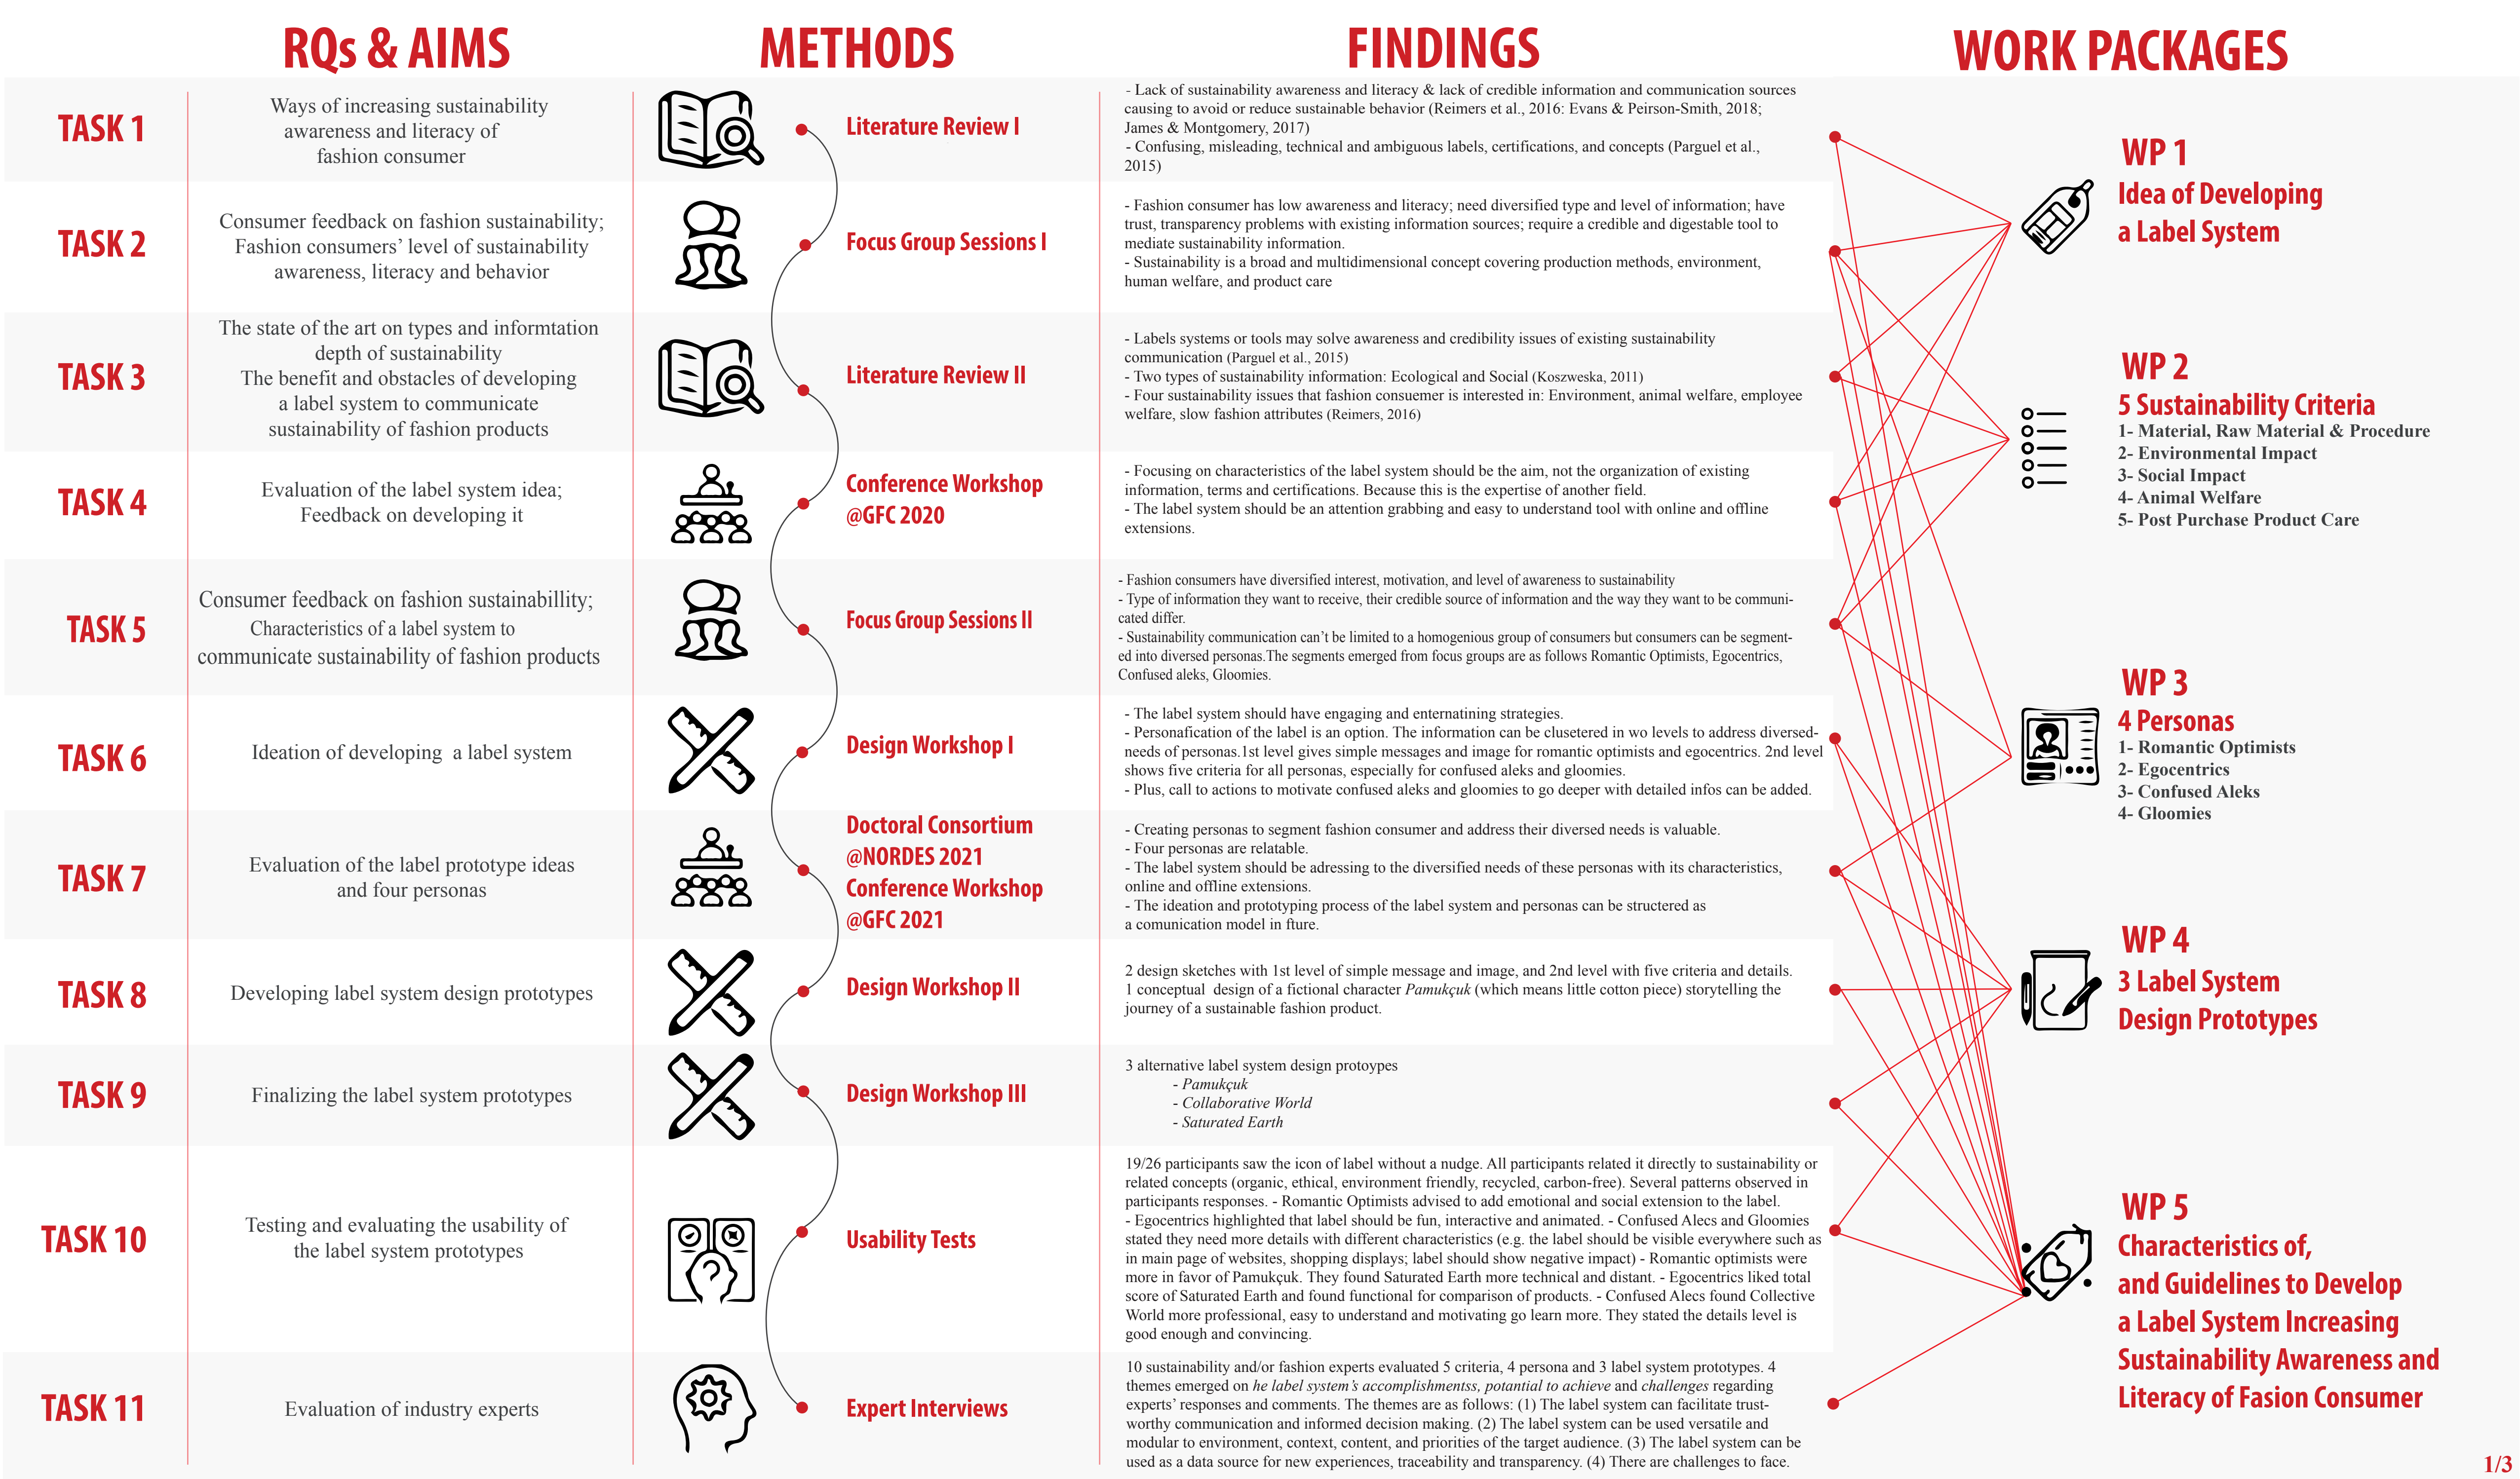 RQs & AIMS
METHODS
FINDINGS
WORK PACKAGES
TASK 1
Ways of increasing sustainability
awareness and literacy of
fashion consumer
Literature Review I
- Lack of sustainability awareness and literacy & lack of credible information and communication sources
causing to avoid or reduce sustainable behavior (Reimers et al., 2016: Evans & Peirson-Smith, 2018;
James & Montgomery, 2017)
- Confusing, misleading, technical and ambiguous labels, certifications, and concepts (Parguel et al.,
2015)
TASK 2
Consumer feedback on fashion sustainability;
Fashion consumers' level of sustainability
awareness, literacy and behavior
Focus Group Sessions I
- Fashion consumer has low awareness and literacy; need diversified type and level of information; have
trust, transparency problems with existing information sources; require a credible and digestable tool to
mediate sustainability information.
- Sustainability is a broad and multidimensional concept covering production methods, environment,
human welfare, and product care
TASK 3
The state of the art on types and informtation
depth of sustainability
The benefit and obstacles of developing
a label system to communicate
sustainability of fashion products
Literature Review II
- Labels systems or tools may solve awareness and credibility issues of existing sustainability
communication (Parguel et al., 2015)
- Two types of sustainability information: Ecological and Social (Koszweska, 2011)
- Four sustainability issues that fashion consuemer is interested in: Environment, animal welfare, employee
welfare, slow fashion attributes (Reimers, 2016)
TASK 4
Evaluation of the label system idea;
Feedback on developing it
Conference Workshop
@GFC 2020
- Focusing on characteristics of the label system should be the aim, not the organization of existing
information, terms and certifications. Because this is the expertise of another field.
- The label system should be an attention grabbing and easy to understand tool with online and offline
extensions.
TASK 5
Consumer feedback on fashion sustainabillity;
Characteristics of a label system to
communicate sustainability of fashion products
Focus Group Sessions II
- Fashion consumers have diversified interest, motivation, and level of awareness to sustainability
- Type of information they want to receive, their credible source of information and the way they want to be communi-
cated differ.
- Sustainability communication can't be limited to a homogenious group of consumers but consumers can be segment-
ed into diversed personas.The segments emerged from focus groups are as follows Romantic Optimists, Egocentrics,
Confused aleks, Gloomies.
TASK 6
Ideation of developing a label system
Design Workshop I
- The label system should have engaging and enternatining strategies.
- Personafication of the label is an option. The information can be clusetered in wo levels to address diversed-
needs of personas.1st level gives simple messages and image for romantic optimists and egocentrics. 2nd level
shows five criteria for all personas, especially for confused aleks and gloomies.
- Plus, call to actions to motivate confused aleks and gloomies to go deeper with detailed infos can be added.
TASK 7
Evaluation of the label prototype ideas
and four personas
Doctoral Consortium
@NORDES 2021
Conference Workshop
@GFC 2021
- Creating personas to segment fashion consumer and address their diversed needs is valuable.
- Four personas are relatable.
- The label system should be adressing to the diversified needs of these personas with its characteristics,
online and offline extensions.
- The ideation and prototyping process of the label system and personas can be structered as
a comunication model in fture.
TASK 8
Developing label system design prototypes
Design Workshop II
2 design sketches with 1st level of simple message and image, and 2nd level with five criteria and details.
1 conceptual design of a fictional character Pamukçuk (which means little cotton piece) storytelling the
journey of a sustainable fashion product.
TASK 9
Finalizing the label system prototypes
Design Workshop III
3 alternative label system design protoypes
- Pamukçuk
- Collaborative World
- Saturated Earth
TASK 10
Testing and evaluating the usability of
the label system prototypes
Usability Tests
19/26 participants saw the icon of label without a nudge. All participants related it directly to sustainability or
related concepts (organic, ethical, environment friendly, recycled, carbon-free). Several patterns observed in
participants responses. - Romantic Optimists advised to add emotional and social extension to the label.
- Egocentrics highlighted that label should be fun, interactive and animated. - Confused Alecs and Gloomies
stated they need more details with different characteristics (e.g. the label should be visible everywhere such as
in main page of websites, shopping displays; label should show negative impact) - Romantic optimists were
more in favor of Pamukçuk. They found Saturated Earth more technical and distant. - Egocentrics liked total
score of Saturated Earth and found functional for comparison of products. - Confused Alecs found Collective
World more professional, easy to understand and motivating go learn more. They stated the details level is
good enough and convincing.
TASK 11
Evaluation of industry experts
Expert Interviews
10 sustainability and/or fashion experts evaluated 5 criteria, 4 persona and 3 label system prototypes. 4
themes emerged on he label system's accomplishmentss, potantial to achieve and challenges regarding
experts' responses and comments. The themes are as follows: (1) The label system can facilitate trust-
worthy communication and informed decision making. (2) The label system can be used versatile and
modular to environment, context, content, and priorities of the target audience. (3) The label system can be
used as a data source for new experiences, traceability and transparency. (4) There are challenges to face.
WP 1
Idea of Developing
a Label System
WP 2
5 Sustainability Criteria
1- Material, Raw Material & Procedure
2- Environmental Impact
3- Social Impact
4- Animal Welfare
5- Post Purchase Product Care
WP 3
4 Personas
1- Romantic Optimists
2- Egocentrics
3- Confused Aleks
4- Gloomies
WP 4
3 Label System
Design Prototypes
WP 5
Characteristics of,
and Guidelines to Develop
a Label System Increasing
Sustainability Awareness and
Literacy of Fasion Consumer
1/3